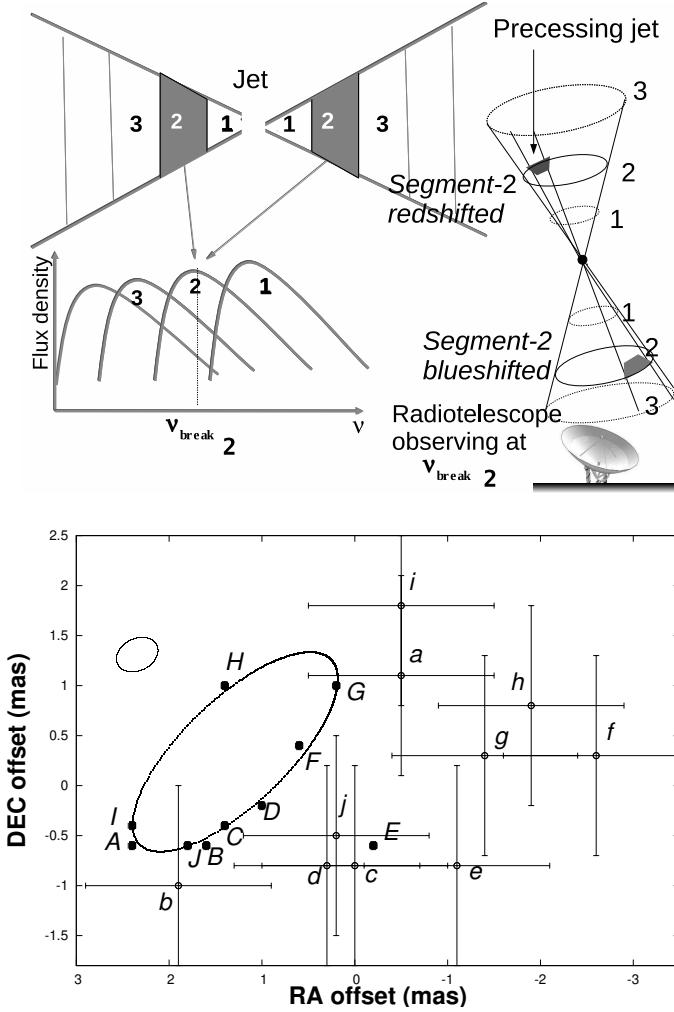 Precessing jet
Jet
3 2 1 1 2 3
3
2
1
Segment-2
redshifted
1
2
3
Segment-2
blueshifted
Flux density
3 2 1
ν break 2
ν
Radiotelescope
observing at
ν break 2
DEC offset (mas)
2.5
2
1.5
1
0.5
0
-0.5
-1
-1.5
i
a
H
G
h
g
f
F
I
A
J
B
C
D
j
E
b
d
c
e
3 2 1 0 -1 -2 -3
RA offset (mas)